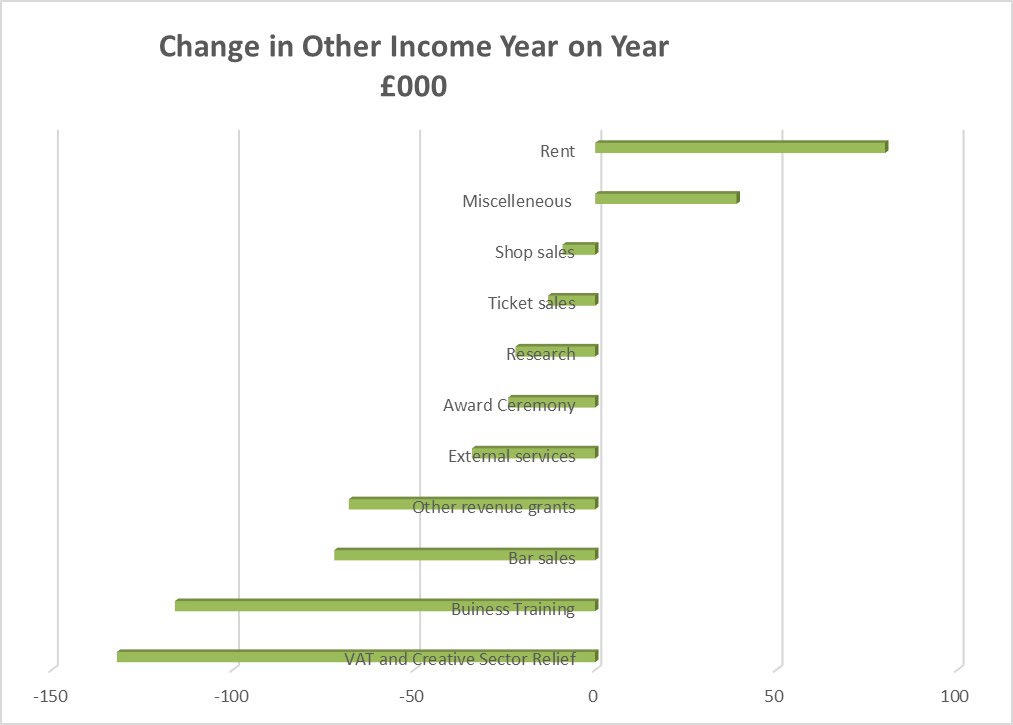 Change in Other Income Year on Year
£000
Rent
Miscelleneous
Shop sales
Ticket sales
Research
Award Ceremony
External services
Other revenue grants
Bar sales
Buiness Training
VAT and Creative Sector Relief
-150 -100 -50 0 50 100